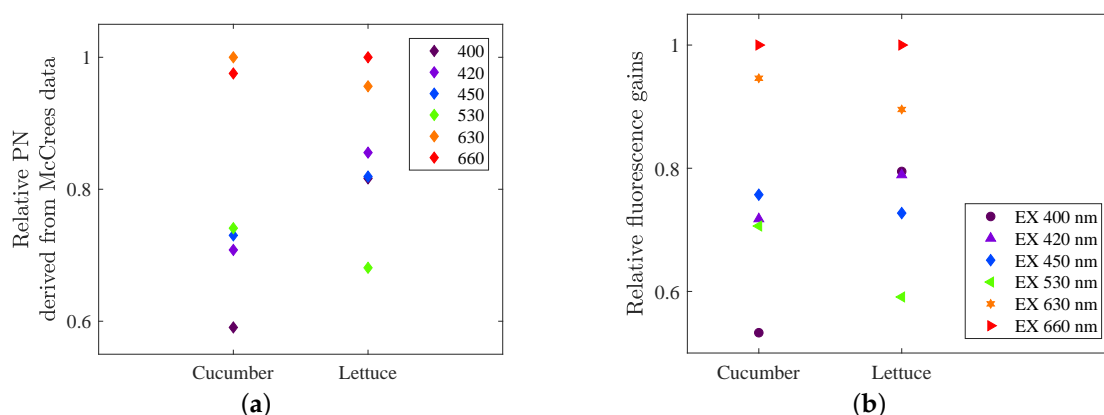 Relative PN
derived from McCrees data
1
0.8
0.6
400
420
450
530
630
660
Cucumber
Lettuce
(a)
Relative fluorescence gains
1
0.8
0.6
EX 400 nm
EX 420 nm
EX 450 nm
EX 530 nm
EX 630 nm
EX 660 nm
Cucumber
Lettuce
(b)